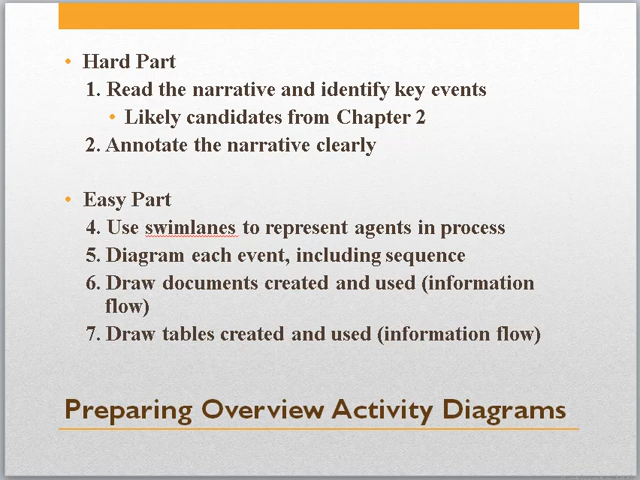 • Hard Part
1. Read the narrative and identify key events
• Likely candidates from Chapter 2
2. Annotate the narrative clearly
• Easy Part
4. Use swimlanes to represent agents in process
5. Diagram each event, including sequence
6. Draw documents created and used (information
flow)
7. Draw tables created and used (information flow)
Preparing Overview Activity Diagrams